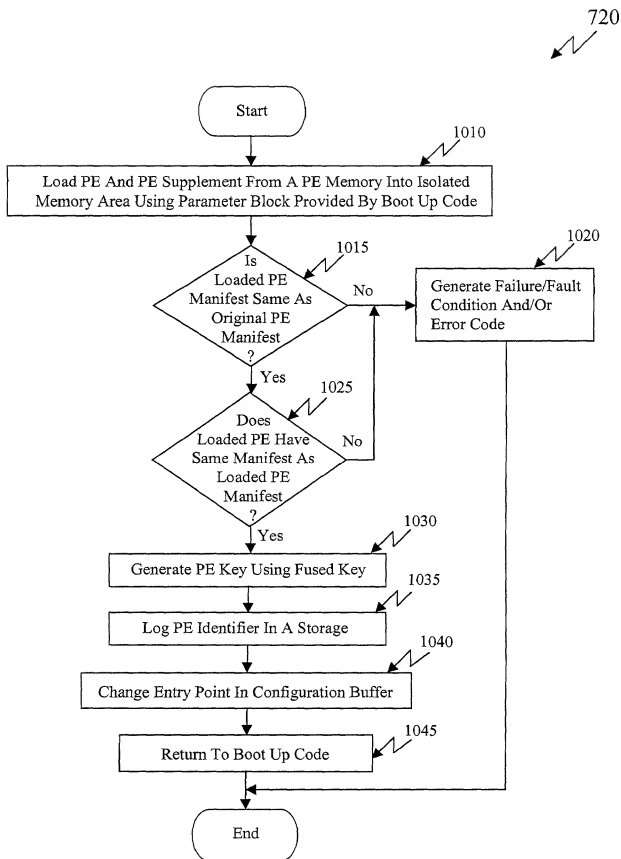 720
Start
1010
Load PE And PE Supplement From A PE Memory Into Isolated
Memory Area Using Parameter Block Provided By Boot Up Code
1015
Is
Loaded PE
Manifest Same As
Original PE
Manifest
?
No
1020
Generate Failure/Fault
Condition And/Or
Error Code
Yes
1025
Does
Loaded PE Have
Same Manifest As
Loaded PE
Manifest
?
No
Yes
1030
Generate PE Key Using Fused Key
1035
Log PE Identifier In A Storage
1040
Change Entry Point In Configuration Buffer
1045
Return To Boot Up Code
End